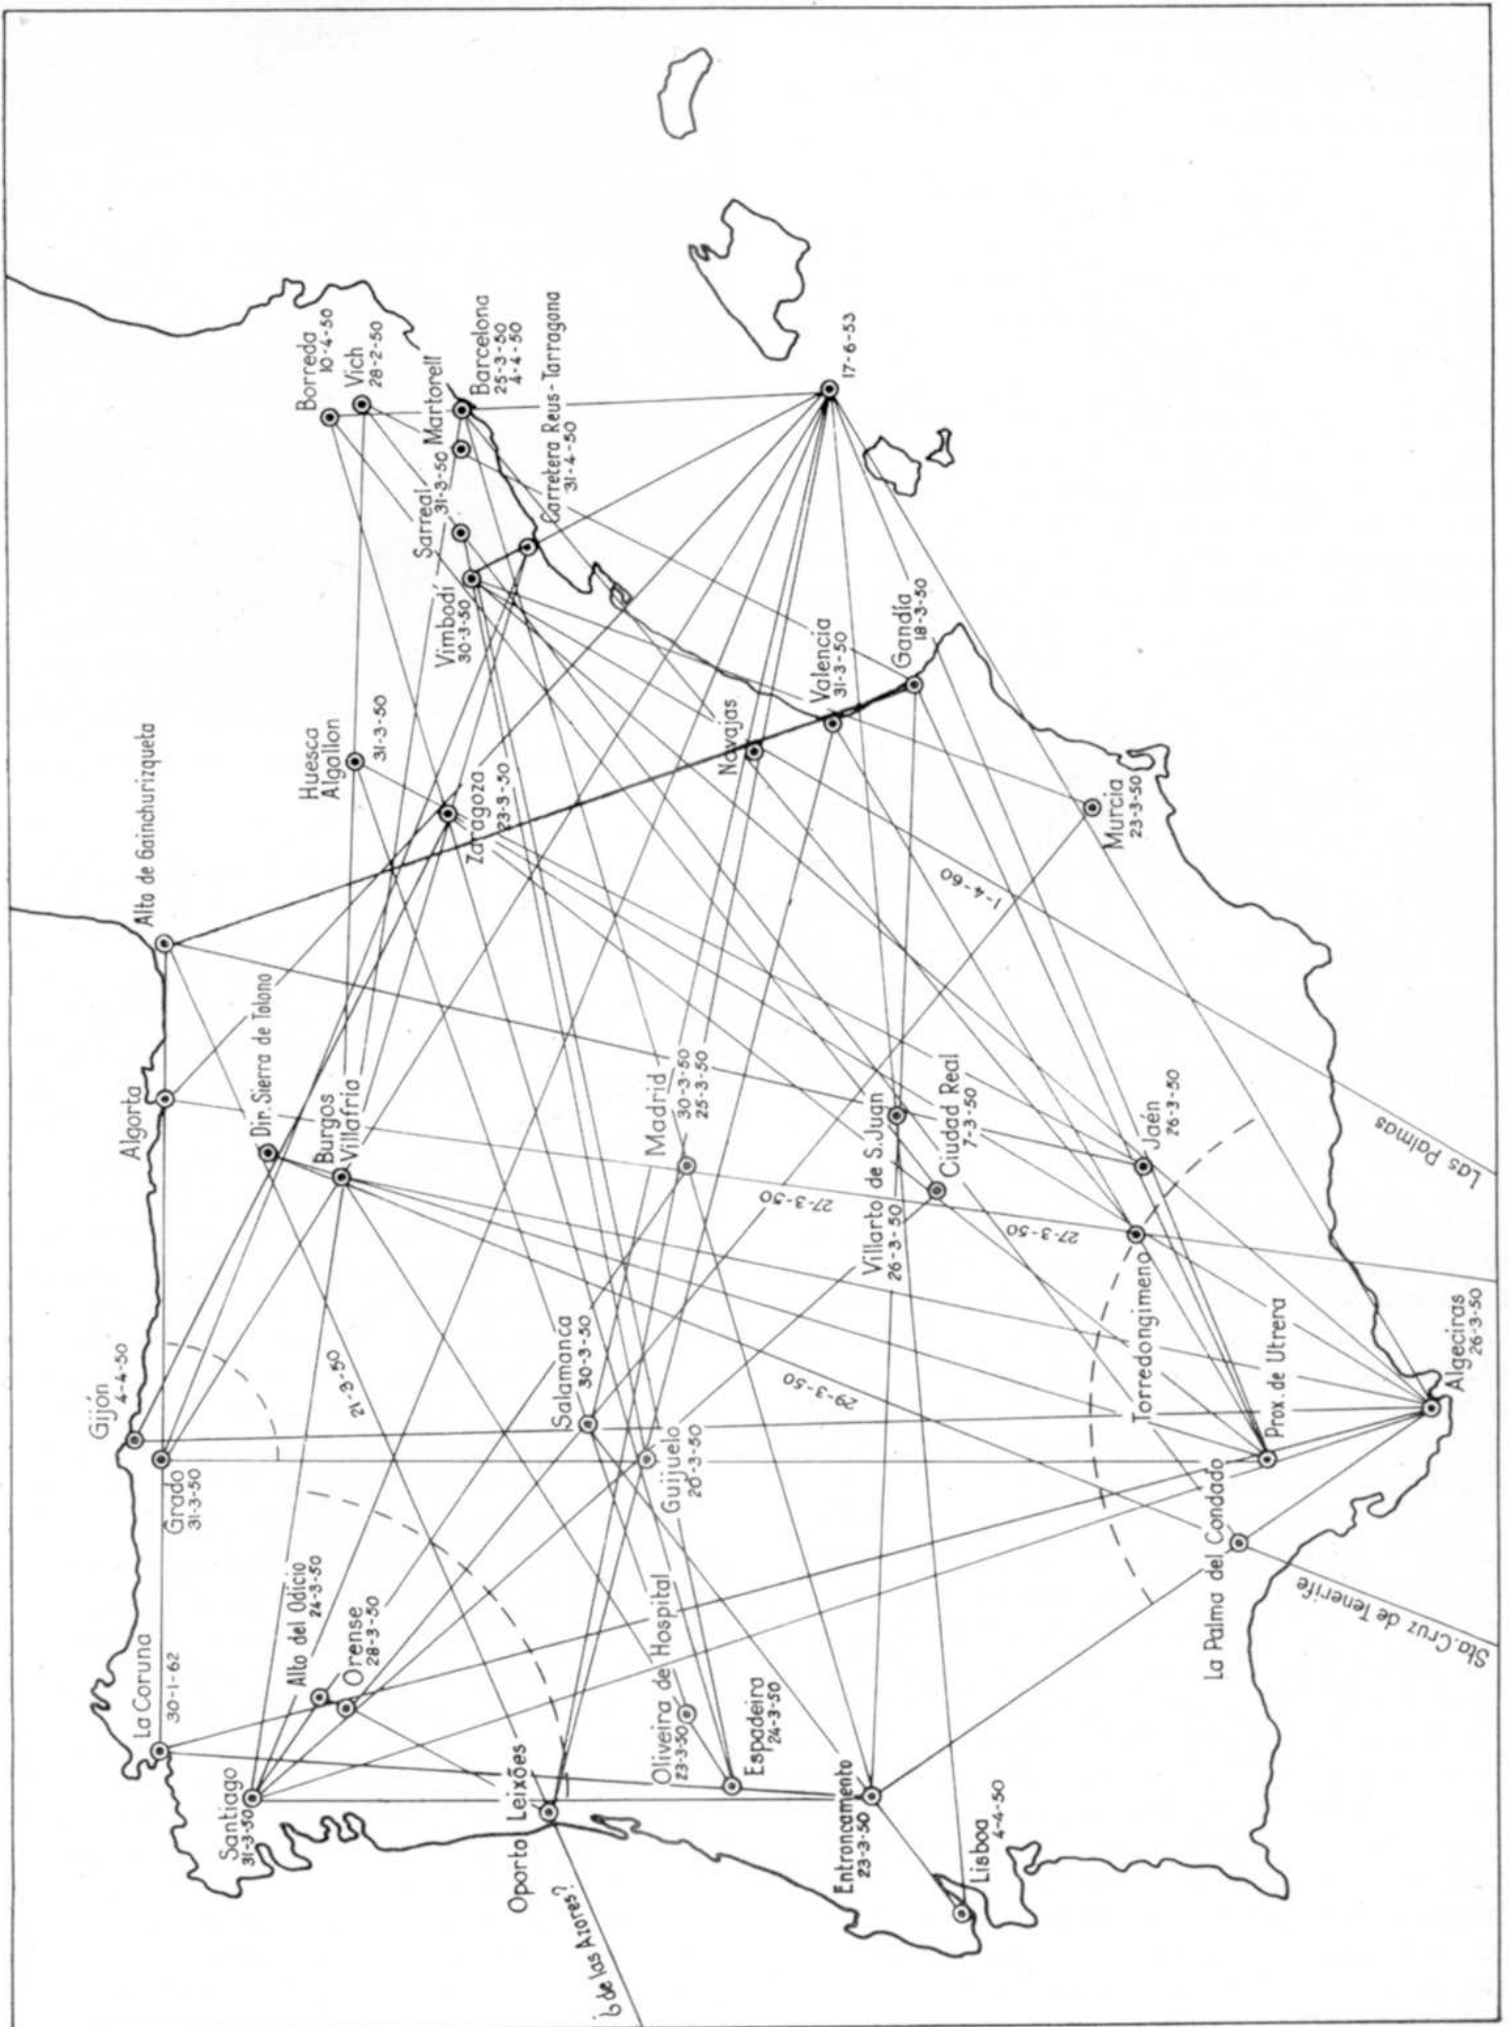 Alto de Gainchurizqueta
Algorta
Gijón
4-4-50
Grado
31-3-50
La Coruna
30-1-62
Santiago
31-3-50
Alto del Odicio
24-3-50
Orense
28-3-50
Oporto Leixões
¿de las Azores?
21-3-50
Dir. Sierra de Tolono
Burgos
Villafria
Huesca
Algallon
31-3-50
Zaragoza
23-3-50
Borreda
10-4-50
Vich
28-2-50
Martorell
Barcelona
25-3-50
4-4-50
Sarreal
31-3-50
Vimbodí
30-3-50
Carretera Reus-Tarragona
31-4-50
17-6-53
Navajas
Valencia
31-3-50
Gandía
18-3-50
Murcia
23-3-50
1-4-60
Madrid
30-3-50
25-3-50
Salamanca
30-3-50
Guijuelo
20-3-50
Oliveira de Hospital
23-3-50
Espadeira
24-3-50
Entroncamento
23-3-50
Lisboa
4-4-50
27-3-50
Villarto de S.Juan
26-3-50
Ciudad Real
7-3-50
27-3-50
29-3-50
Jaén
26-3-50
Torredongimeno
Prox. de Utrera
La Palma del Condado
Algeciras
26-3-50
Las Palmas
Sta.Cruz de Tenerife